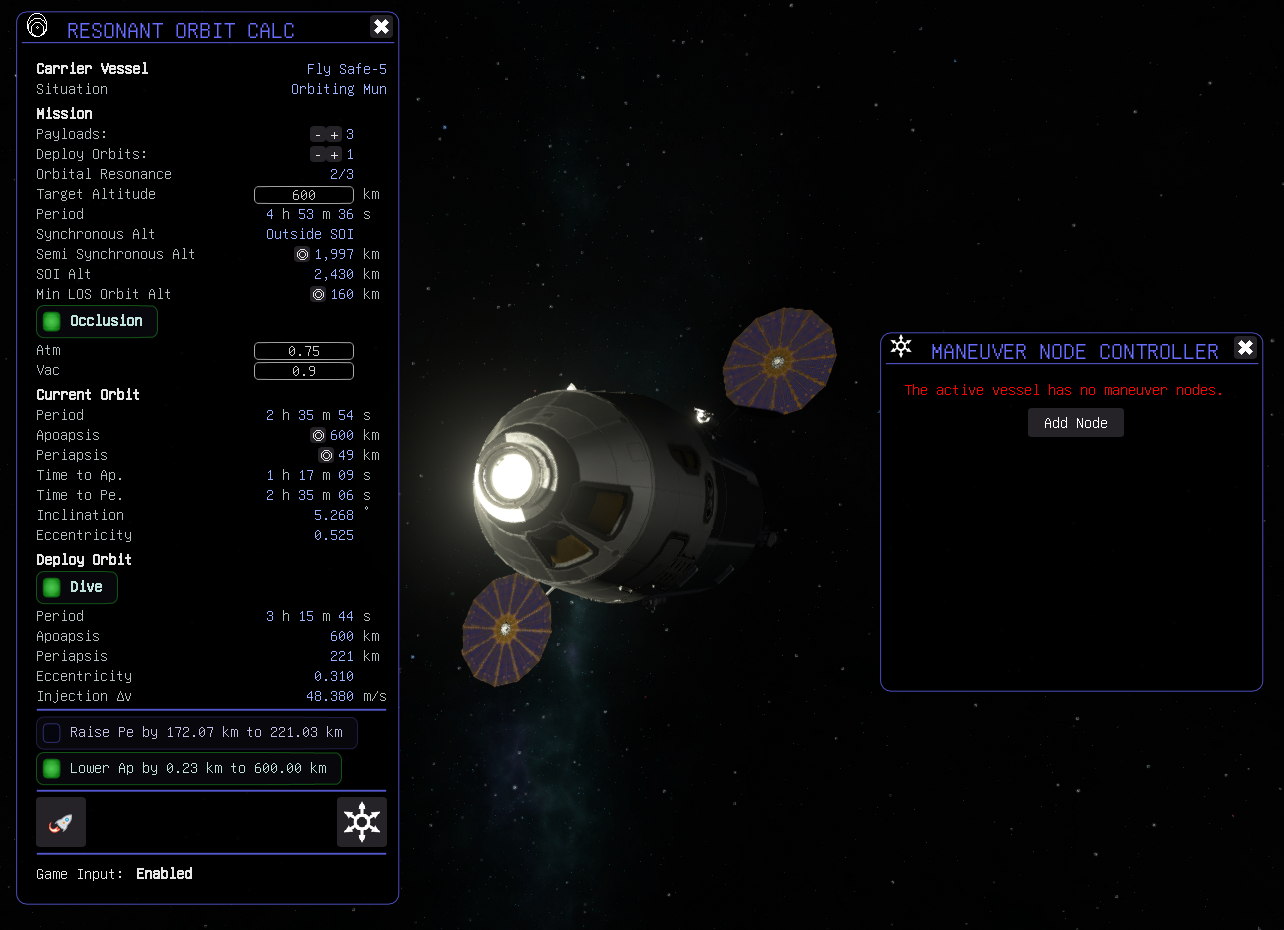 RESONANT ORBIT CALC
Carrier Vessel Fly Safe-5
Situation Orbiting Mun
Mission
Payloads: - + 3
Deploy Orbits: - + 1
Orbital Resonance 2/3
Target Altitude 600 km
Period 4 h 53 m 36 s
Synchronous Alt Outside SOI
Semi Synchronous Alt 1,997 km
SOI Alt 2,430 km
Min LOS Orbit Alt 160 km
Occlusion
Atm 0.75
Vac 0.9
Current Orbit
Period 2 h 35 m 54 s
Apoapsis 600 km
Periapsis 49 km
Time to Ap. 1 h 17 m 09 s
Time to Pe. 2 h 35 m 06 s
Inclination 5.268 °
Eccentricity 0.525
Deploy Orbit
Dive
Period 3 h 15 m 44 s
Apoapsis 600 km
Periapsis 221 km
Eccentricity 0.310
Injection Δv 48.380 m/s
Raise Pe by 172.07 km to 221.03 km
Lower Ap by 0.23 km to 600.00 km
Game Input: Enabled
MANEUVER NODE CONTROLLER
The active vessel has no maneuver nodes.
Add Node